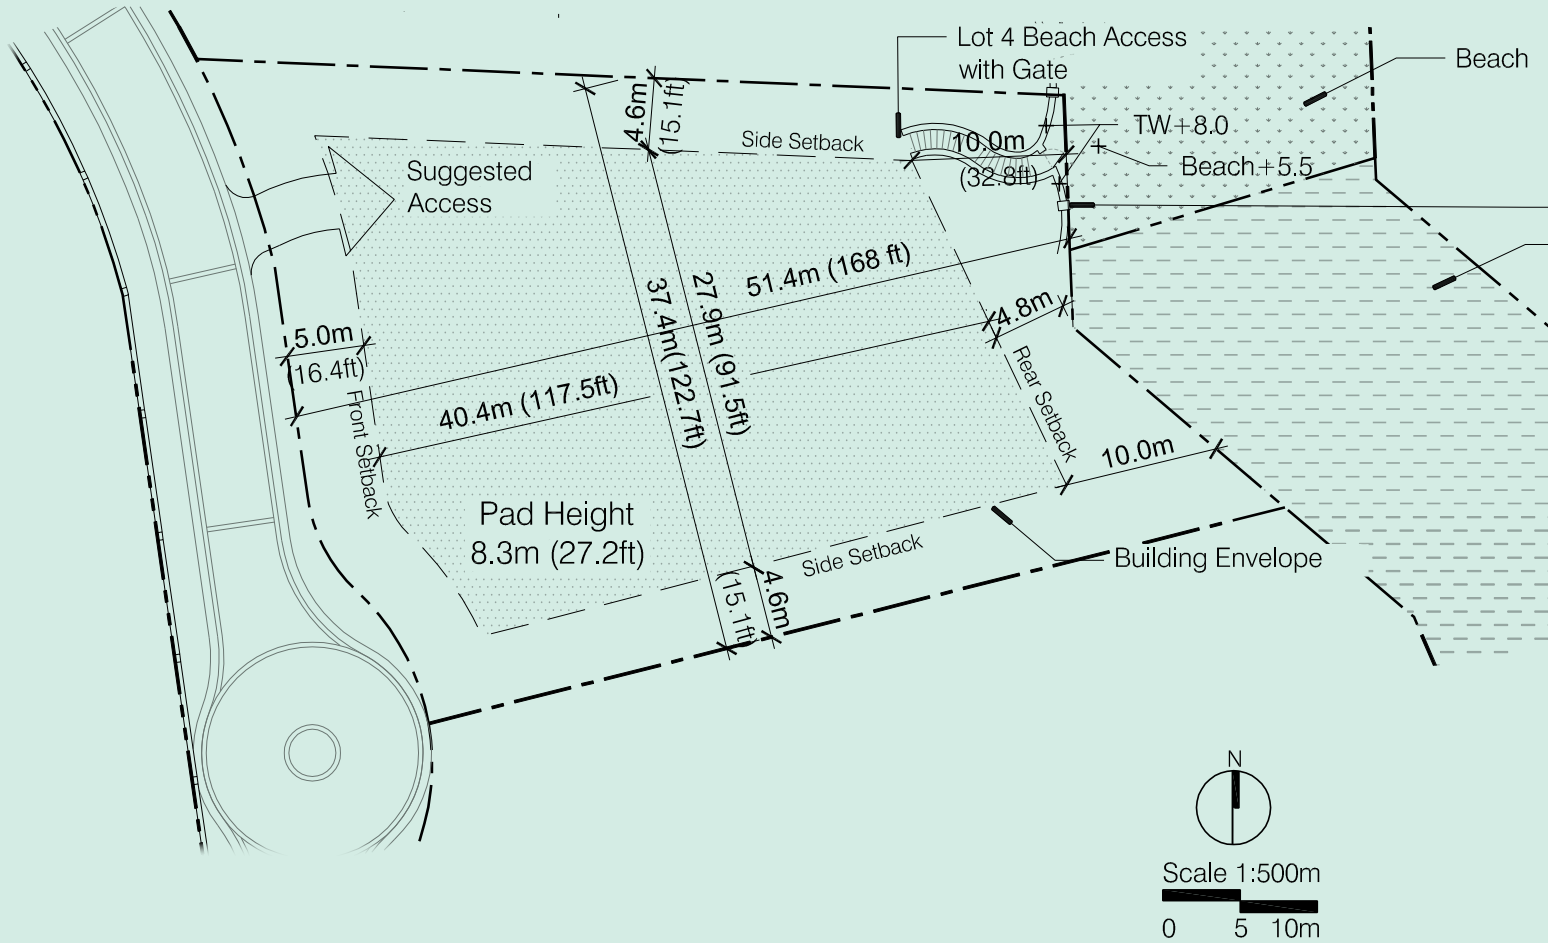 Lot 4 Beach Access
with Gate
Beach
4.6m
(15.1ft)
Side Setback
10.0m
(32.8ft)
TW+8.0
Beach+5.5
Suggested
Access
51.4m (168 ft)
27.9m (91.5ft)
37.4m(122.7ft)
4.8m
5.0m
(16.4ft)
Front Setback
40.4m (117.5ft)
Rear Setback
10.0m
Pad Height
8.3m (27.2ft)
Side Setback
4.6m
(15.1ft)
Building Envelope
N
Scale 1:500m
0 5 10m